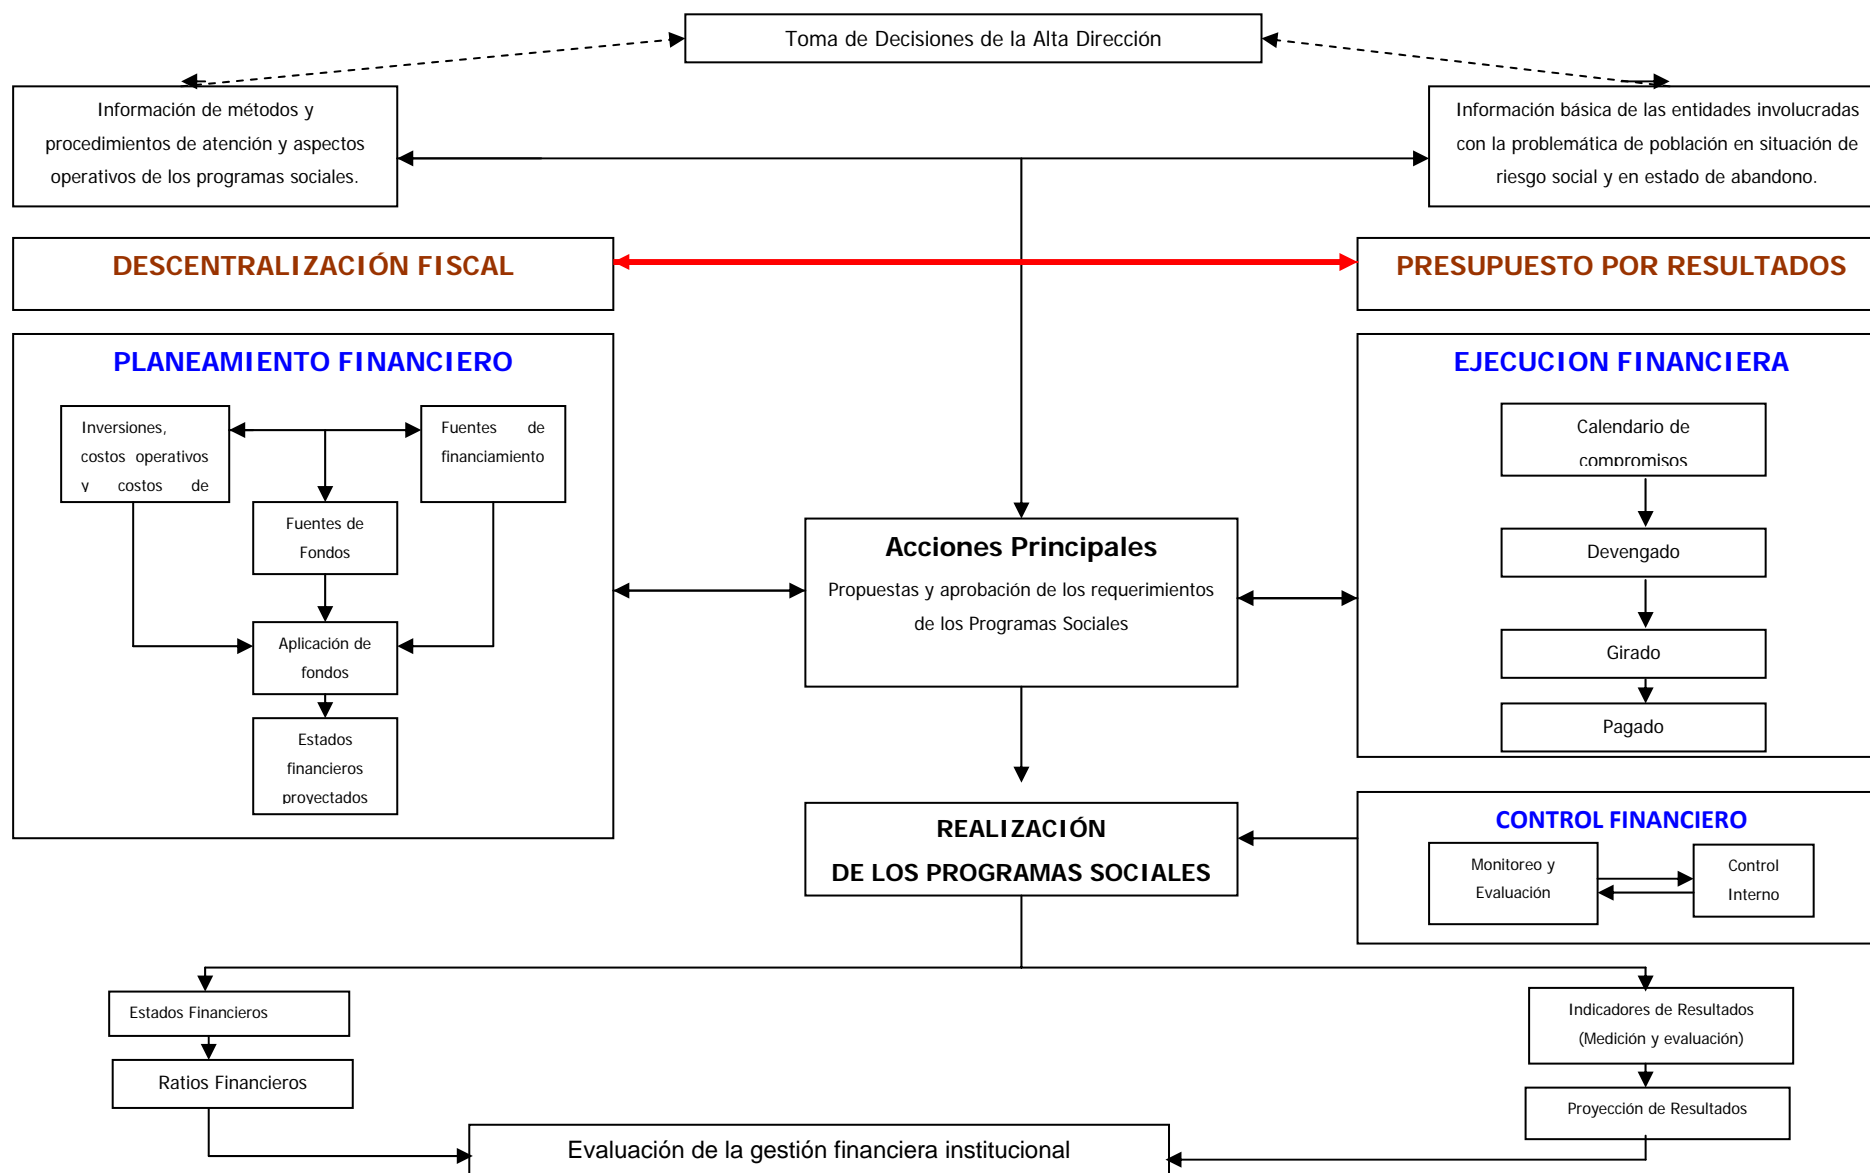 Toma de Decisiones de la Alta Dirección
Información de métodos y
procedimientos de atención y aspectos
operativos de los programas sociales.
Información básica de las entidades involucradas
con la problemática de población en situación de
riesgo social y en estado de abandono.
DESCENTRALIZACIÓN FISCAL
PRESUPUESTO POR RESULTADOS
PLANEAMIENTO FINANCIERO
Inversiones,
costos operativos
y costos de
Fuentes de
financiamiento
Fuentes de
Fondos
Aplicación de
fondos
Estados
financieros
proyectados
Acciones Principales
Propuestas y aprobación de los requerimientos
de los Programas Sociales
EJECUCION FINANCIERA
Calendario de
compromisos
Devengado
Girado
Pagado
REALIZACIÓN
DE LOS PROGRAMAS SOCIALES
CONTROL FINANCIERO
Monitoreo y
Evaluación
Control
Interno
Estados Financieros
Ratios Financieros
Indicadores de Resultados
(Medición y evaluación)
Proyección de Resultados
Evaluación de la gestión financiera institucional